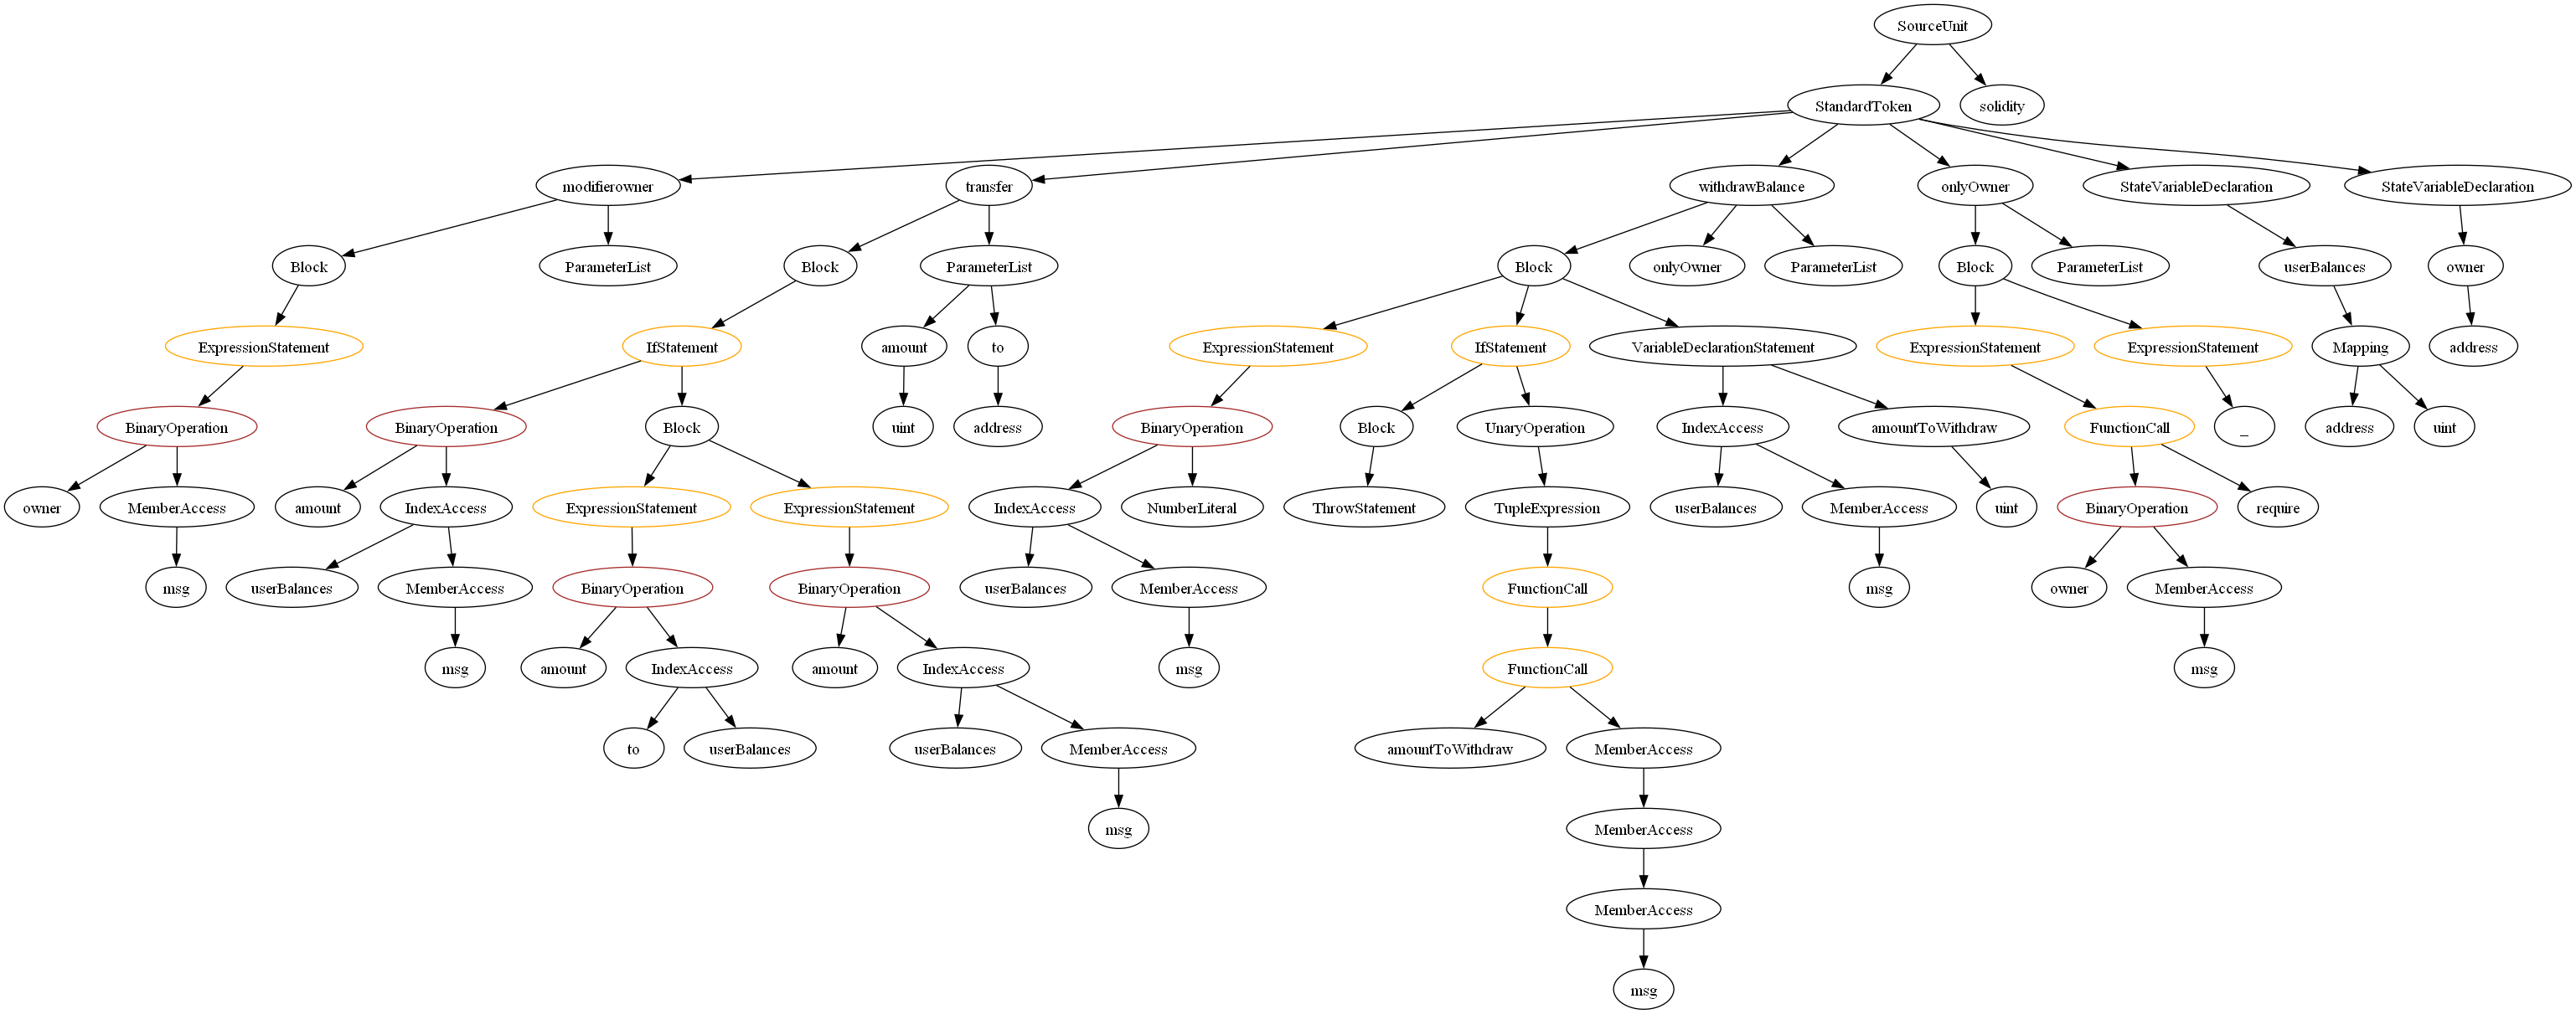 SourceUnit
StandardToken
solidity
modifierowner
transfer
withdrawBalance
onlyOwner
StateVariableDeclaration
StateVariableDeclaration
Block
ParameterList
Block
ParameterList
Block
onlyOwner
ParameterList
Block
ParameterList
userBalances
owner
ExpressionStatement
IfStatement
amount
to
ExpressionStatement
IfStatement
VariableDeclarationStatement
ExpressionStatement
ExpressionStatement
Mapping
address
BinaryOperation
BinaryOperation
Block
uint
address
BinaryOperation
Block
UnaryOperation
IndexAccess
amountToWithdraw
FunctionCall
_
address
uint
owner
MemberAccess
amount
IndexAccess
ExpressionStatement
ExpressionStatement
IndexAccess
NumberLiteral
ThrowStatement
TupleExpression
userBalances
MemberAccess
uint
BinaryOperation
require
msg
userBalances
MemberAccess
BinaryOperation
BinaryOperation
userBalances
MemberAccess
FunctionCall
msg
owner
MemberAccess
msg
amount
IndexAccess
amount
IndexAccess
msg
FunctionCall
msg
to
userBalances
userBalances
MemberAccess
amountToWithdraw
MemberAccess
msg
MemberAccess
MemberAccess
msg